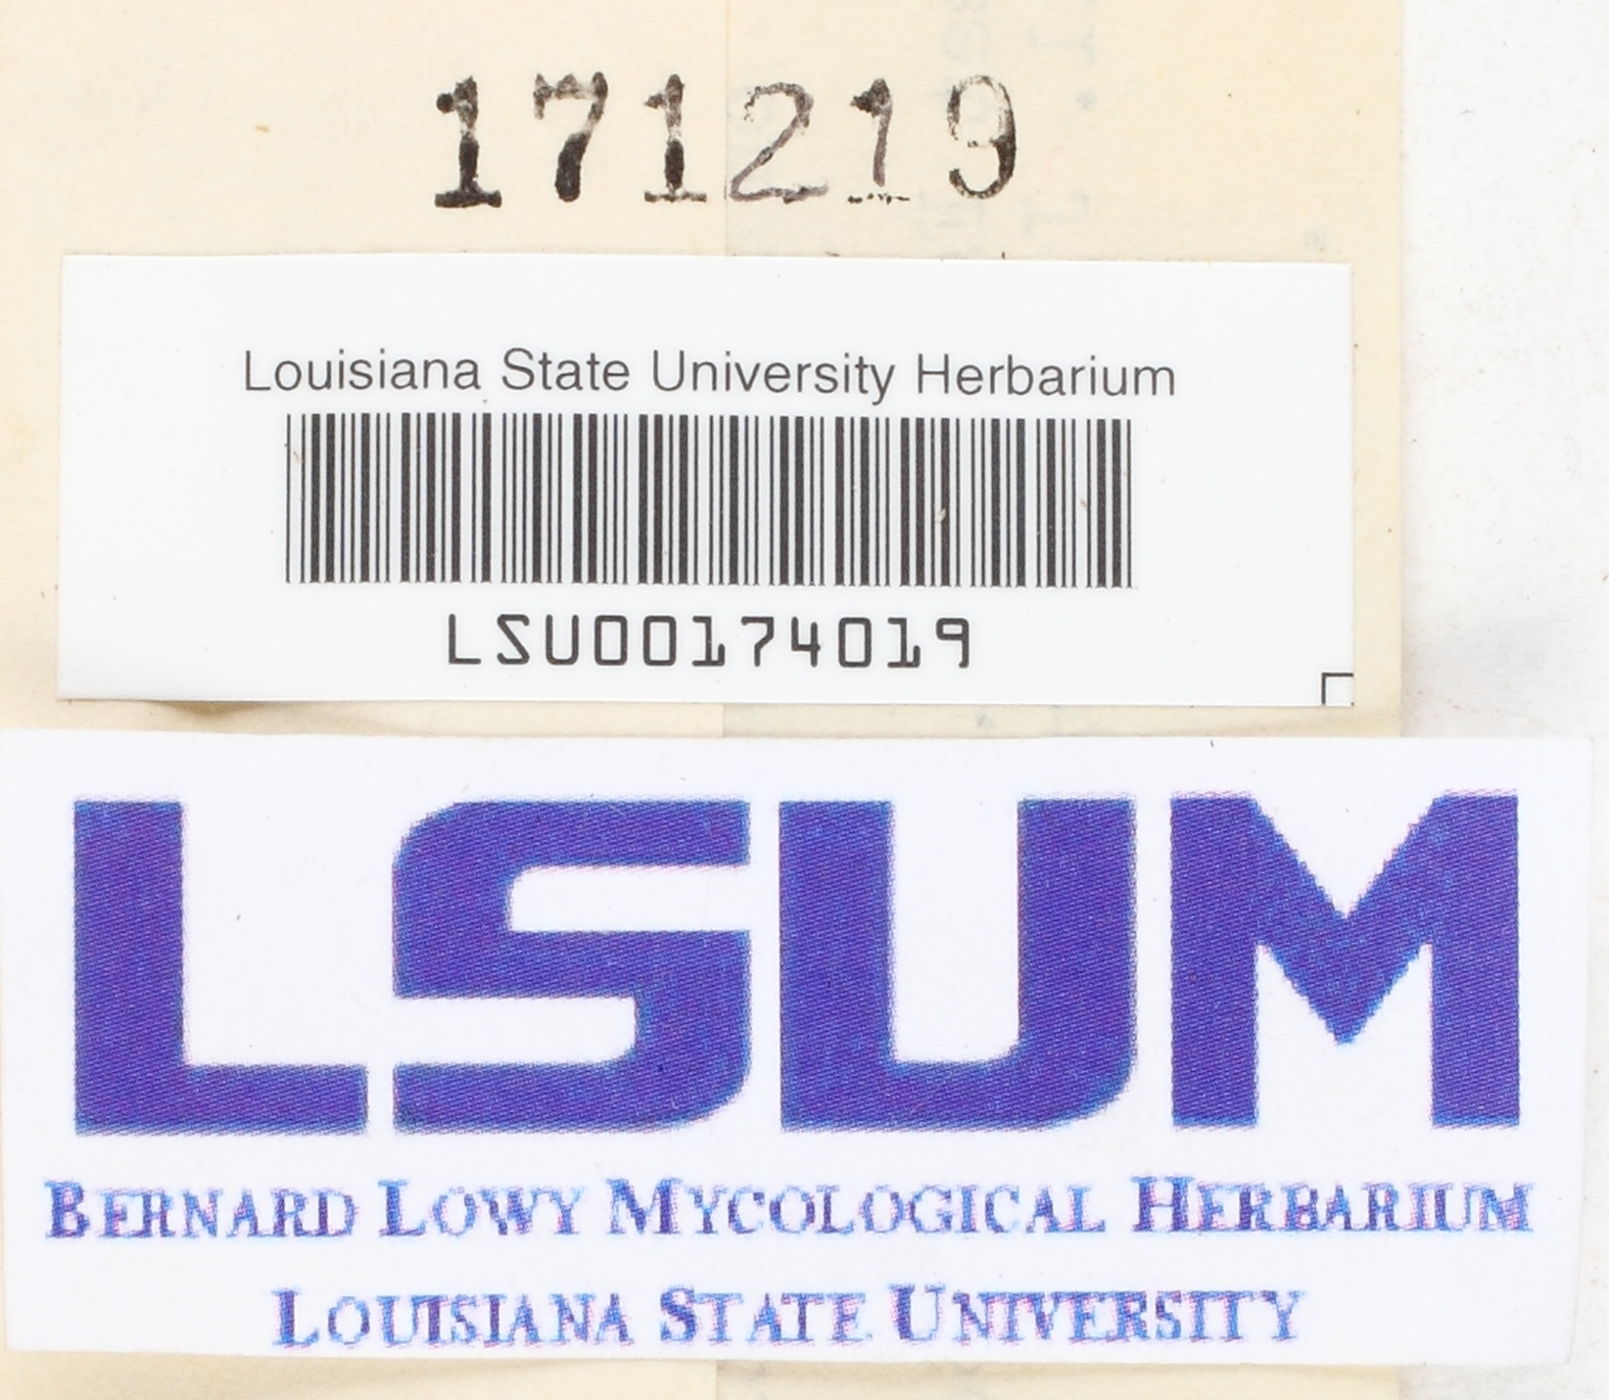 171219
Louisiana State University Herbarium
LSU00174019
LSUM
BERNARD LOWY MYCOLOGICAL HERBARIUM
LOUISIANA STATE UNIVERSITY